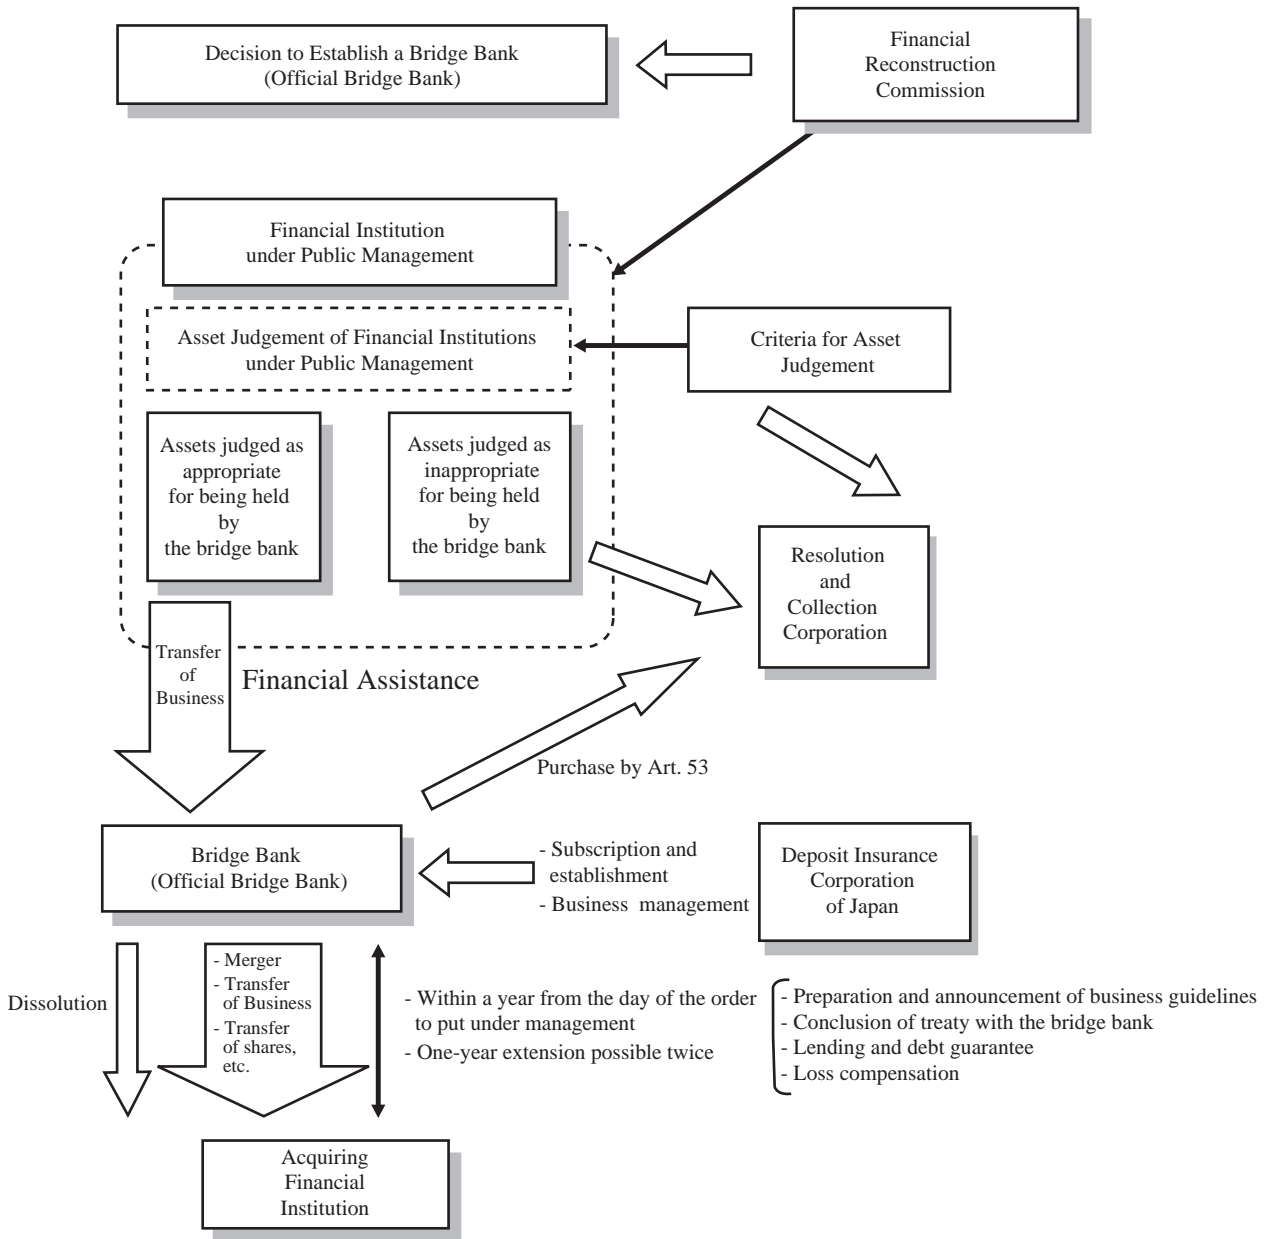 Decision to Establish a Bridge Bank
(Official Bridge Bank)
Financial
Reconstruction
Commission
Financial Institution
under Public Management
Asset Judgement of Financial Institutions
under Public Management
Criteria for Asset
Judgement
Assets judged as
appropriate
for being held
by
the bridge bank
Assets judged as
inappropriate
for being held
by
the bridge bank
Resolution
and
Collection
Corporation
Transfer
of
Business
Financial Assistance
Purchase by Art. 53
Bridge Bank
(Official Bridge Bank)
- Subscription and
establishment
- Business management
Deposit Insurance
Corporation
of Japan
Dissolution
- Merger
- Transfer
of Business
- Transfer
of shares,
etc.
- Within a year from the day of the order
to put under management
- One-year extension possible twice
- Preparation and announcement of business guidelines
- Conclusion of treaty with the bridge bank
- Lending and debt guarantee
- Loss compensation
Acquiring
Financial
Institution